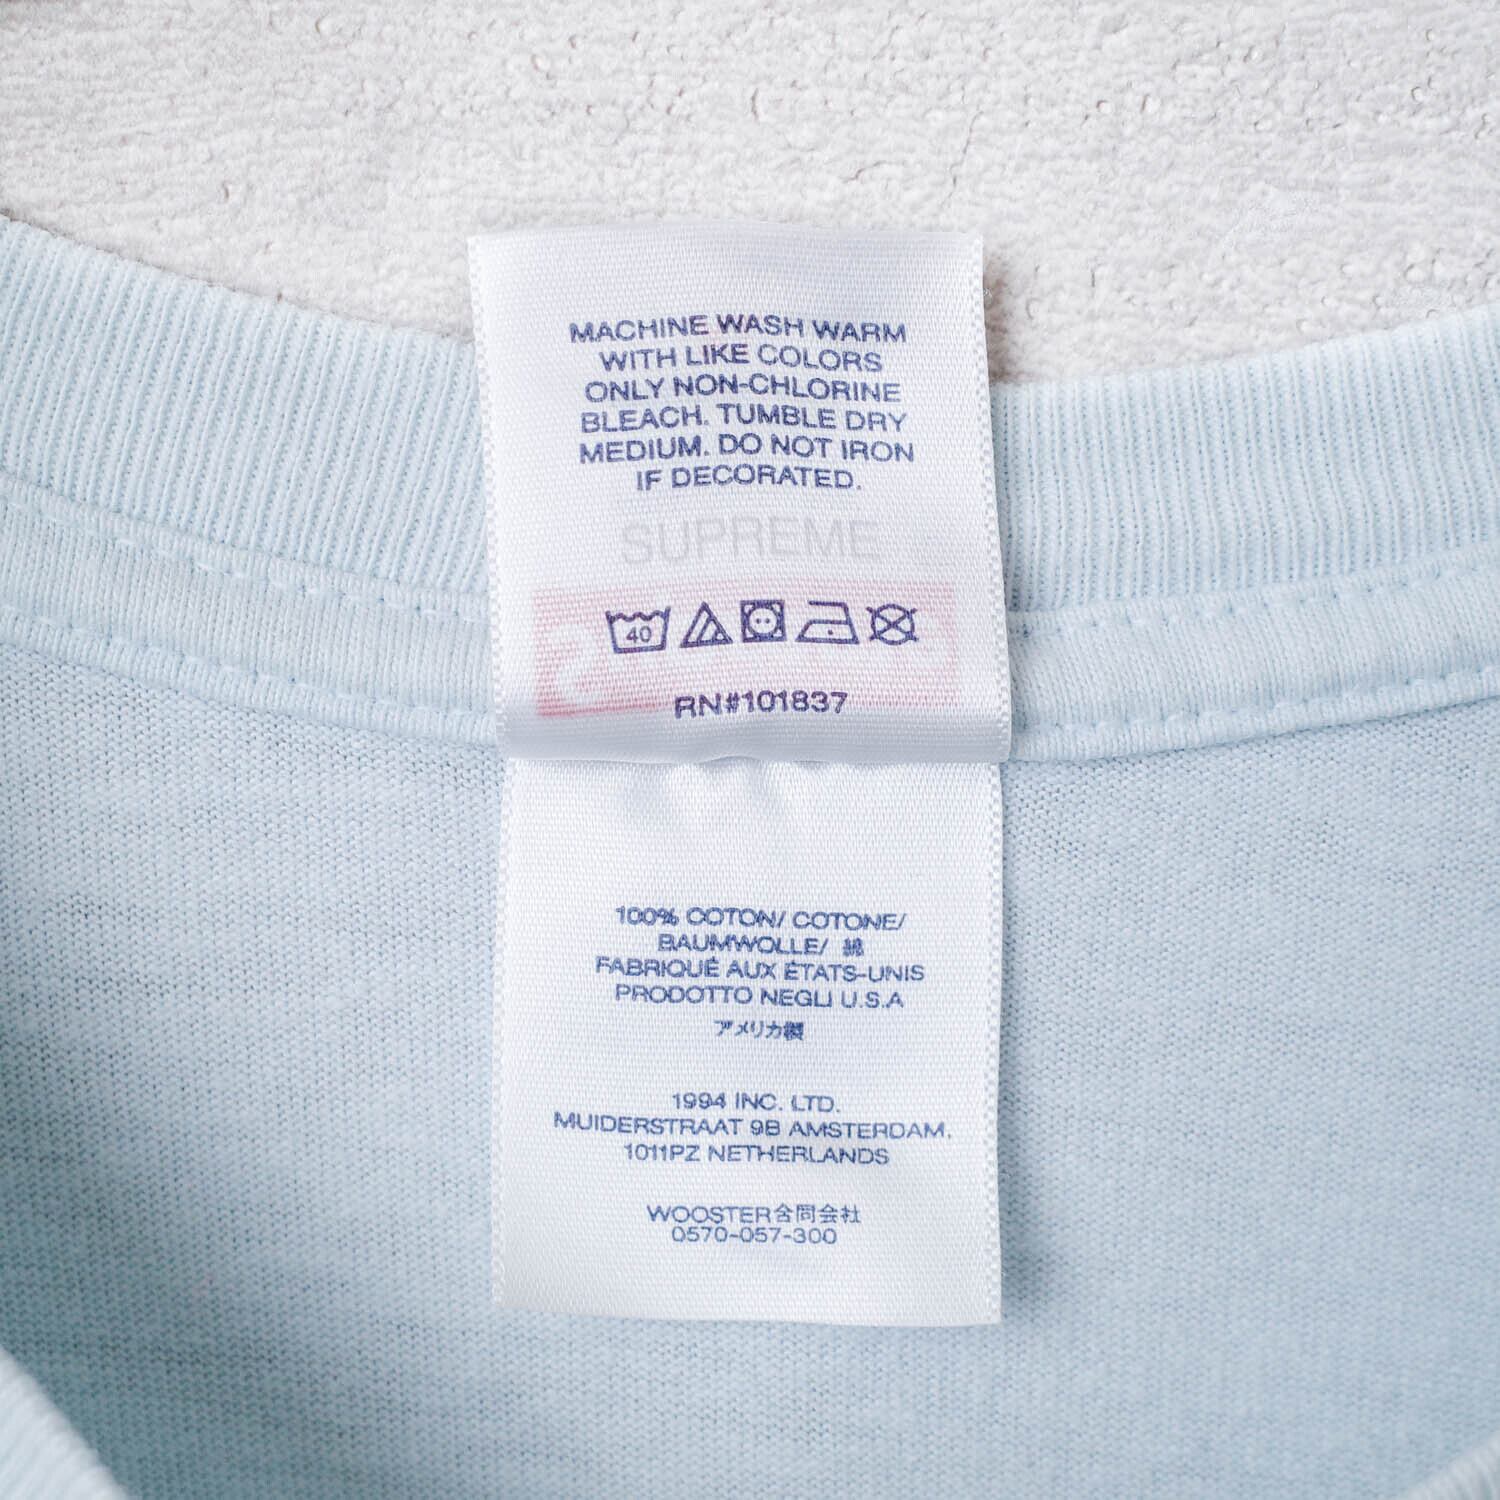 MACHINE WASH WARM
WITH LIKE COLORS
ONLY NON-CHLORINE
BLEACH. TUMBLE DRY
MEDIUM. DO NOT IRON
IF DECORATED.
SUPREME
40
RN#101837
100% COTON/ COTONE/
BAUMWOLLE/ 綿
FABRIQUÉ AUX ÉTATS-UNIS
PRODOTTO NEGLI U.S.A
アメリカ製
1994 INC. LTD.
MUIDERSTRAAT 9B AMSTERDAM,
1011PZ NETHERLANDS
WOOSTER合同会社
0570-057-300